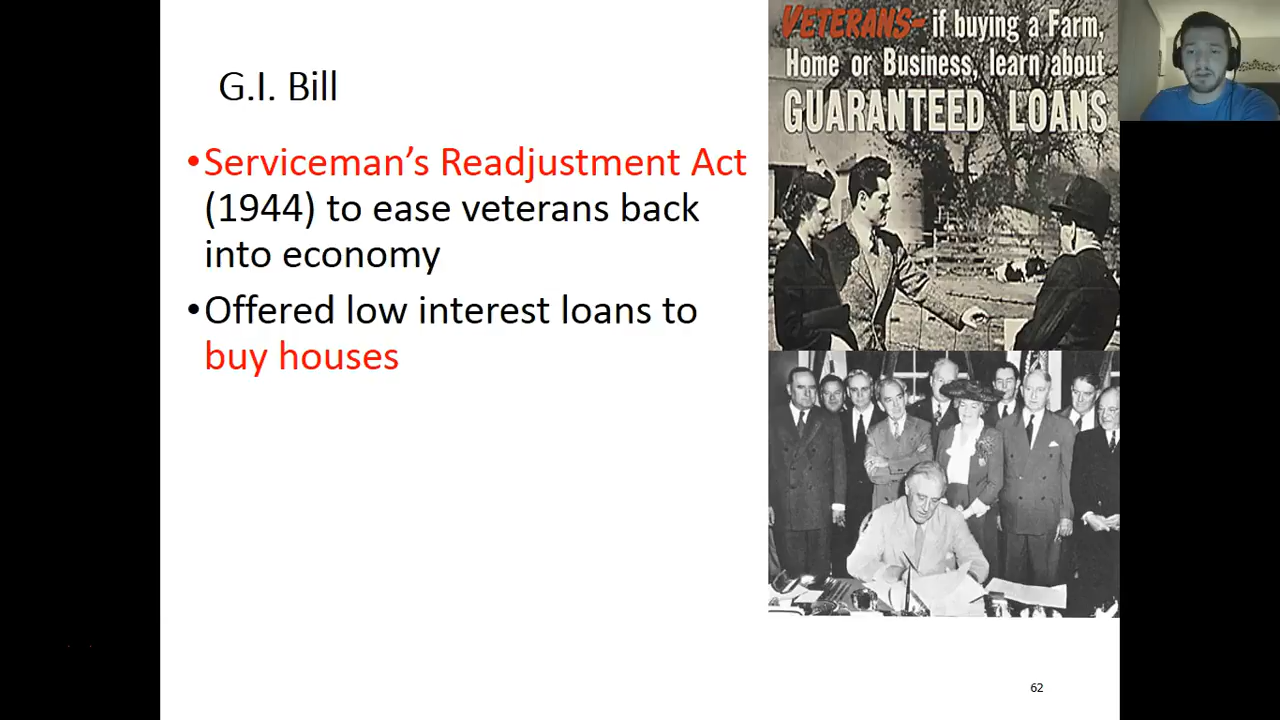 G.I. Bill
•Serviceman’s Readjustment Act
(1944) to ease veterans back
into economy
•Offered low interest loans to
buy houses
VETERANS- if buying a Farm,
Home or Business, learn about
GUARANTEED LOANS
62